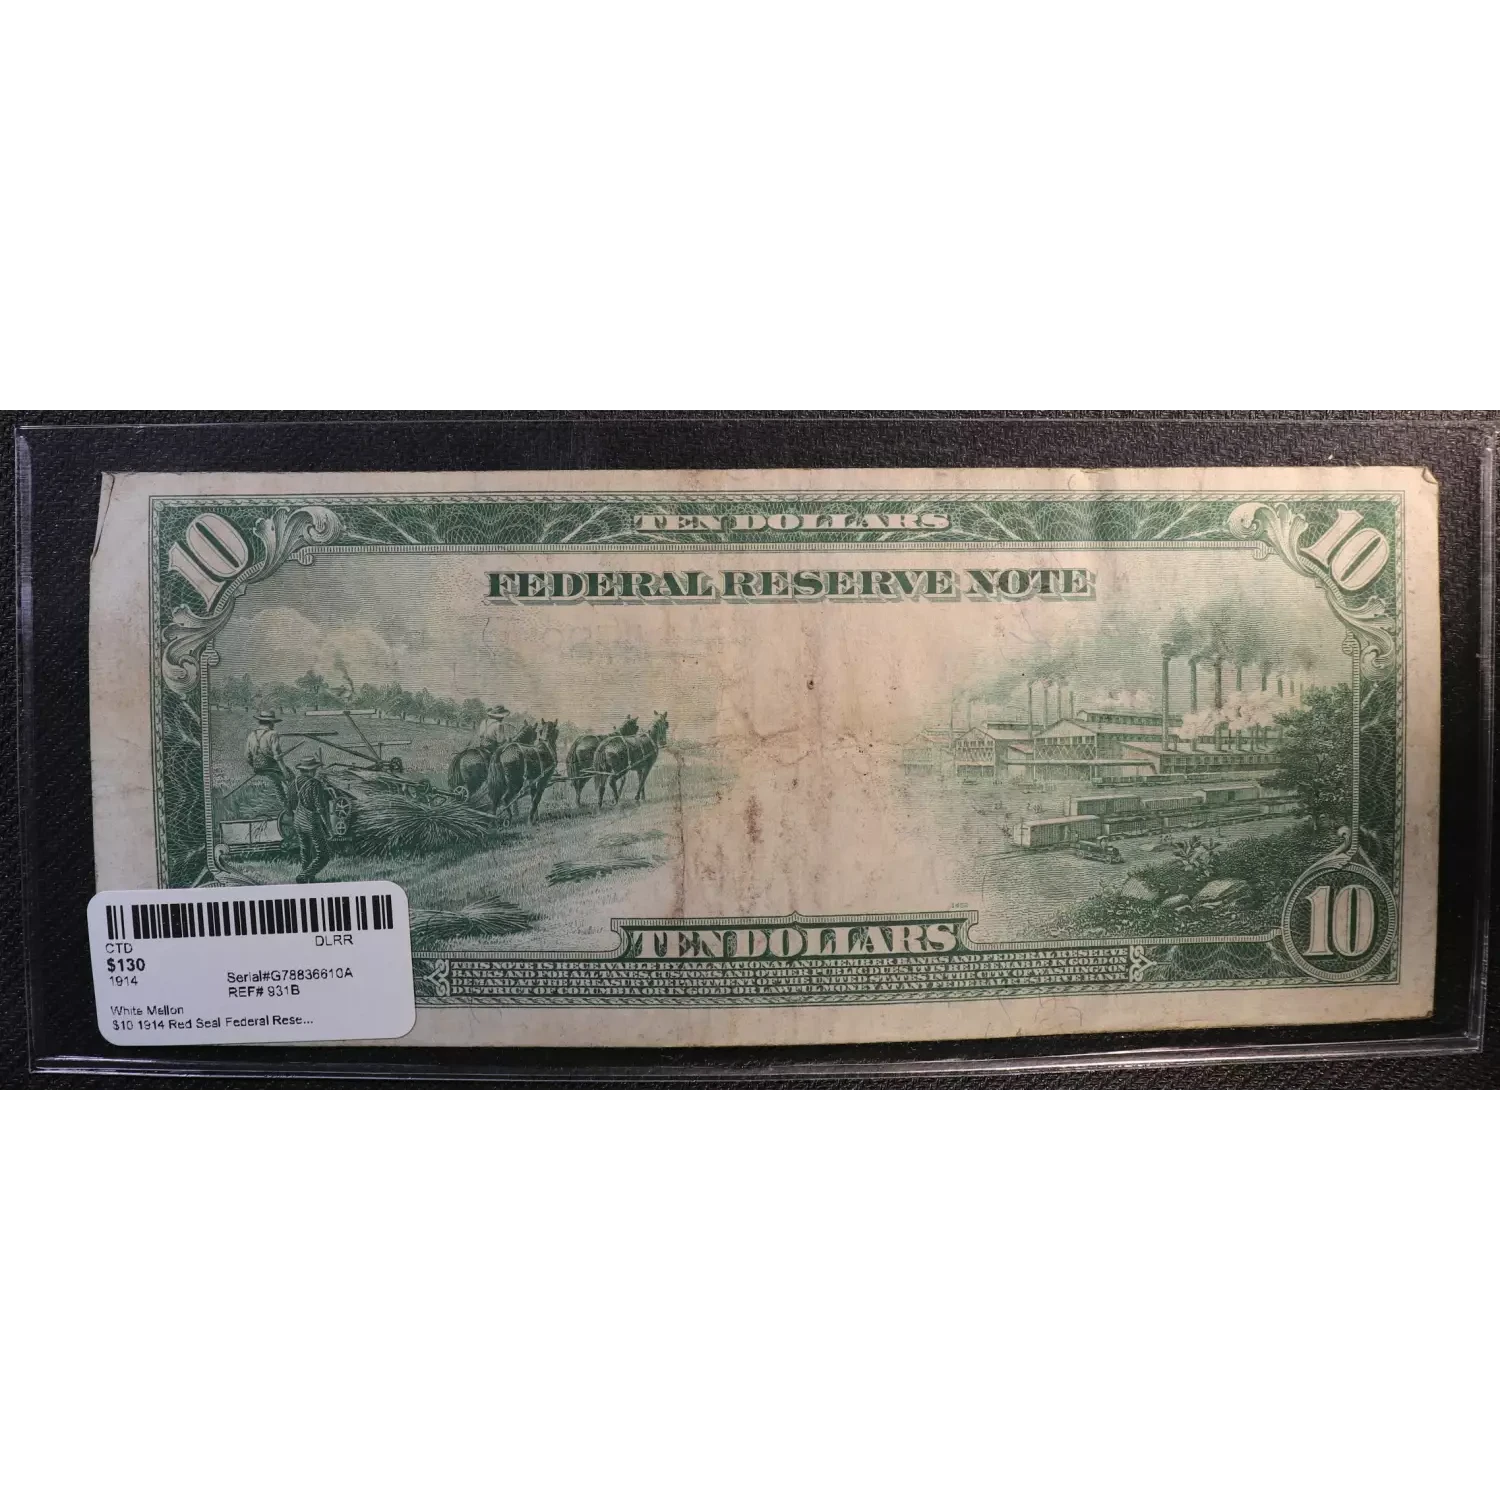 10 TEN DOLLARS 10
FEDERAL RESERVE NOTE
TEN DOLLARS 10
THIS NOTE IS RECEIVABLE BY ALL NATIONAL AND MEMBER BANKS AND FEDERAL RESERVE
BANKS AND FOR ALL TAXES, CUSTOMS AND OTHER PUBLIC DUES. IT IS REDEEMABLE IN GOLD ON
DEMAND AT THE TREASURY DEPARTMENT OF THE UNITED STATES IN THE CITY OF WASHINGTON,
DISTRICT OF COLUMBIA OR IN GOLD OR LAWFUL MONEY AT ANY FEDERAL RESERVE BANK.
CTD DLRR
$130
1914 Serial#G78836610A
REF# 931B
White Mellon
$10 1914 Red Seal Federal Rese...